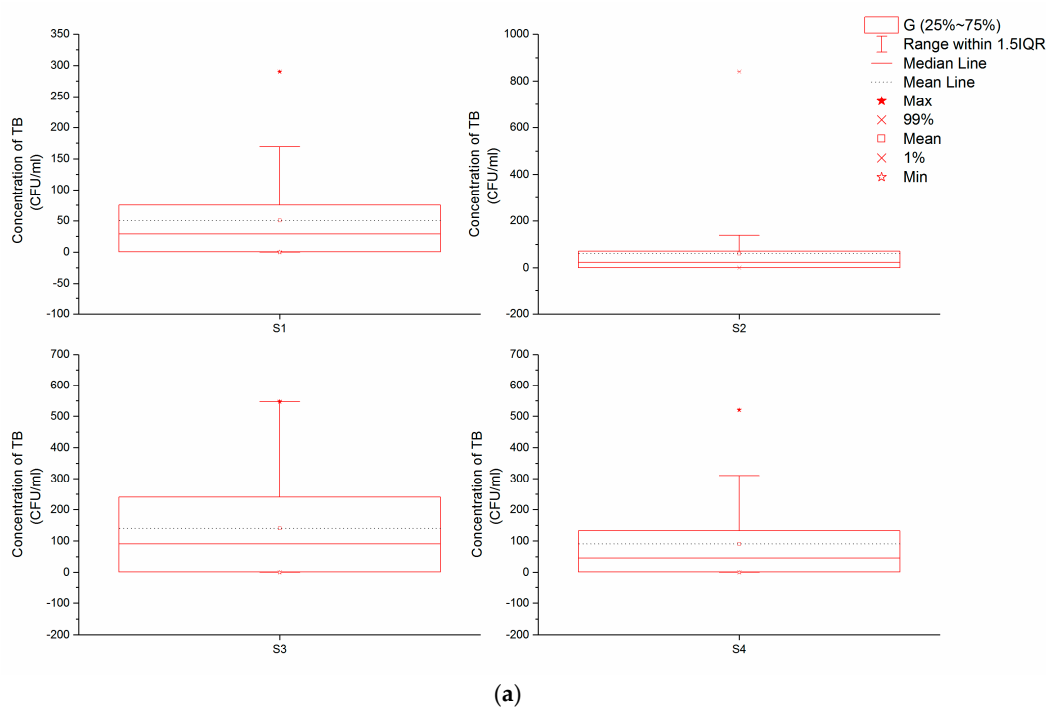 350
300
250
200
150
100
50
0
-50
-100
Concentration of TB
(CFU/ml)
S1
1000
800
600
400
200
0
-200
Concentration of TB
(CFU/ml)
S2
G (25%~75%)
Range within 1.5IQR
Median Line
Mean Line
Max
99%
Mean
1%
Min
700
600
500
400
300
200
100
0
-100
-200
Concentration of TB
(CFU/ml)
S3
700
600
500
400
300
200
100
0
-100
-200
Concentration of TB
(CFU/ml)
S4
(a)